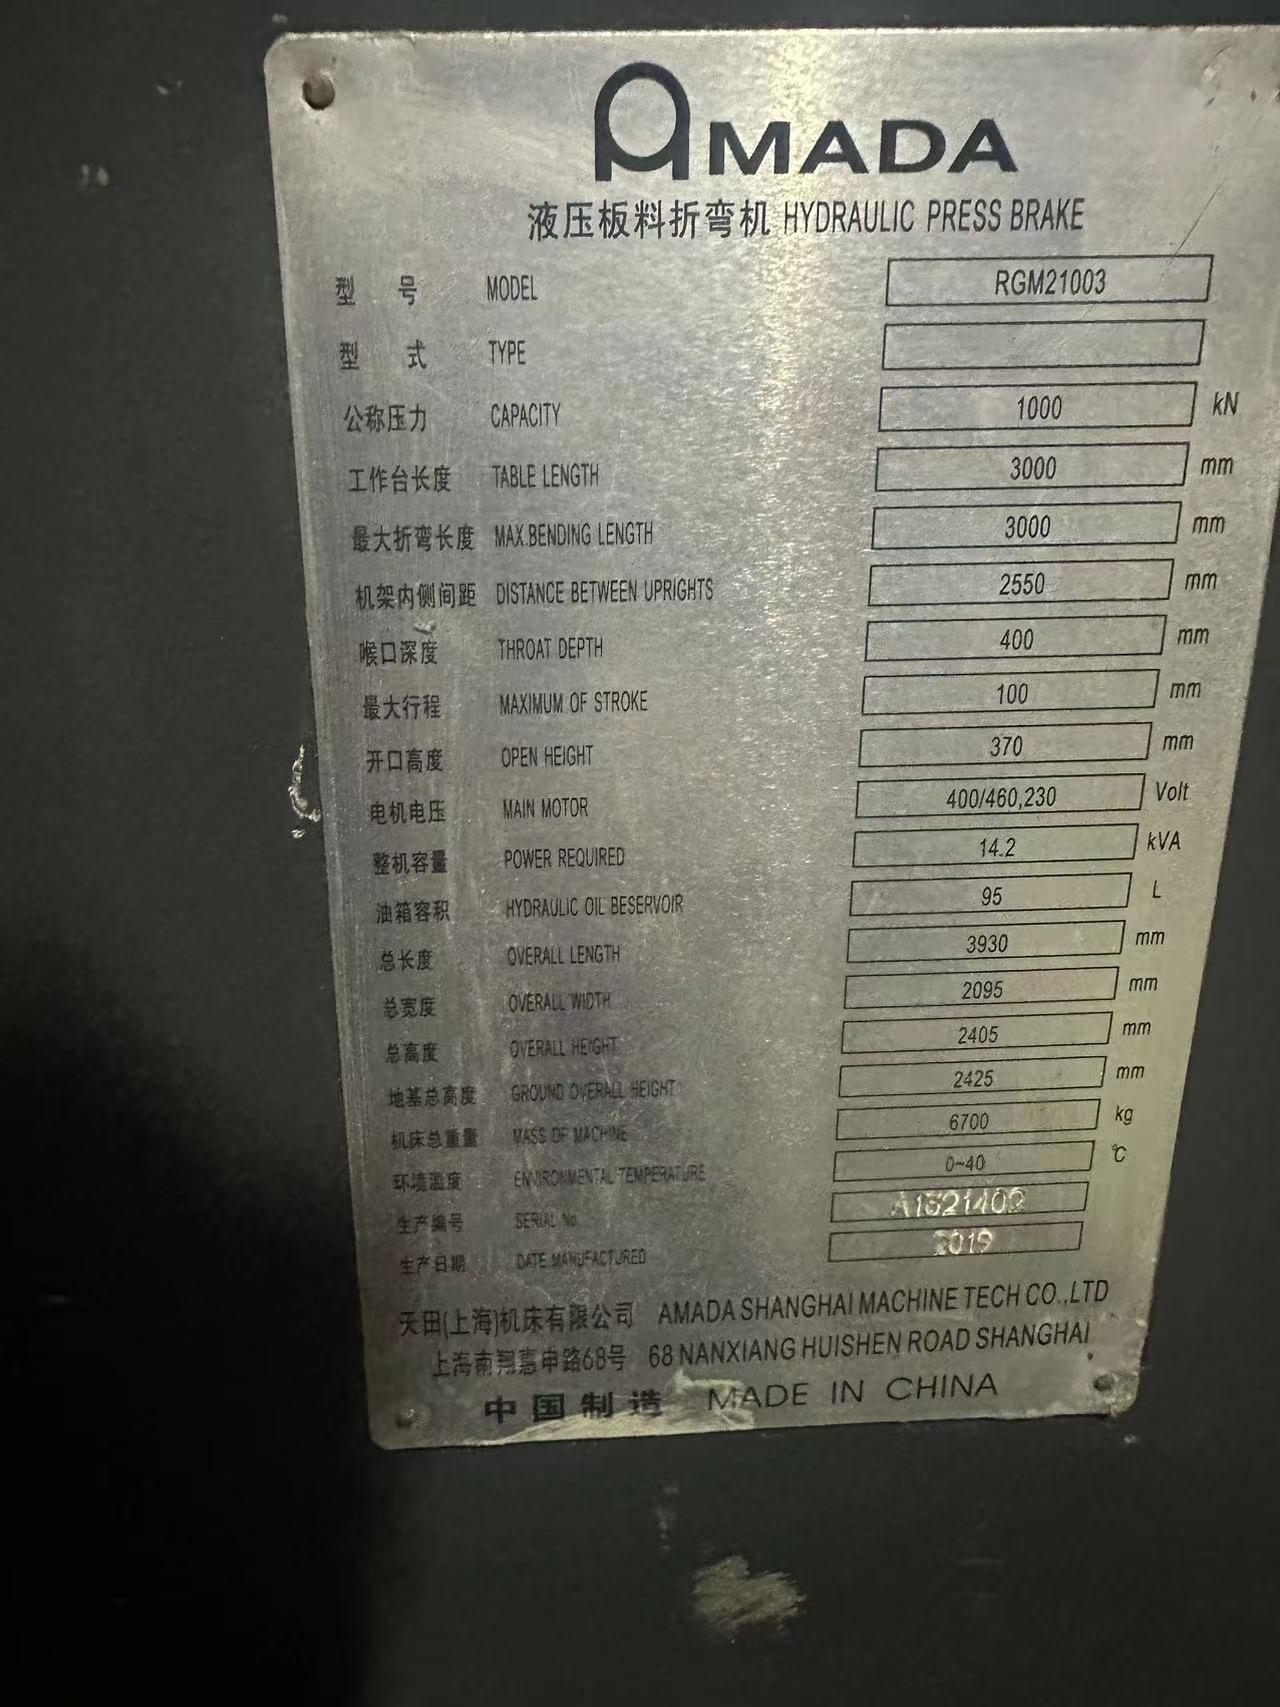 AMADA
液压板料折弯机 HYDRAULIC PRESS BRAKE
型号 MODEL RGM21003
型式 TYPE
公称压力 CAPACITY 1000 kN
工作台长度 TABLE LENGTH 3000 mm
最大折弯长度 MAX.BENDING LENGTH 3000 mm
机架内侧间距 DISTANCE BETWEEN UPRIGHTS 2550 mm
喉口深度 THROAT DEPTH 400 mm
最大行程 MAXIMUM OF STROKE 100 mm
开口高度 OPEN HEIGHT 370 mm
电机电压 MAIN MOTOR 400/460,230 Volt
整机容量 POWER REQUIRED 14.2 kVA
油箱容积 HYDRAULIC OIL BESERVOIR 95 L
总长度 OVERALL LENGTH 3930 mm
总宽度 OVERALL WIDTH 2095 mm
总高度 OVERALL HEIGHT 2405 mm
地基总高度 GROUND OVERALL HEIGHT 2425 mm
机床总重量 MASS OF MACHINE 6700 kg
环境温度 ENVIRONMENTAL TEMPERATURE 0~40 ℃
生产编号 SERIAL No.
生产日期 DATE MANUFACTURED 2019
天田(上海)机床有限公司 AMADA SHANGHAI MACHINE TECH CO.,LTD
上海南翔惠申路68号 68 NANXIANG HUISHEN ROAD SHANGHAI
中国制造 MADE IN CHINA